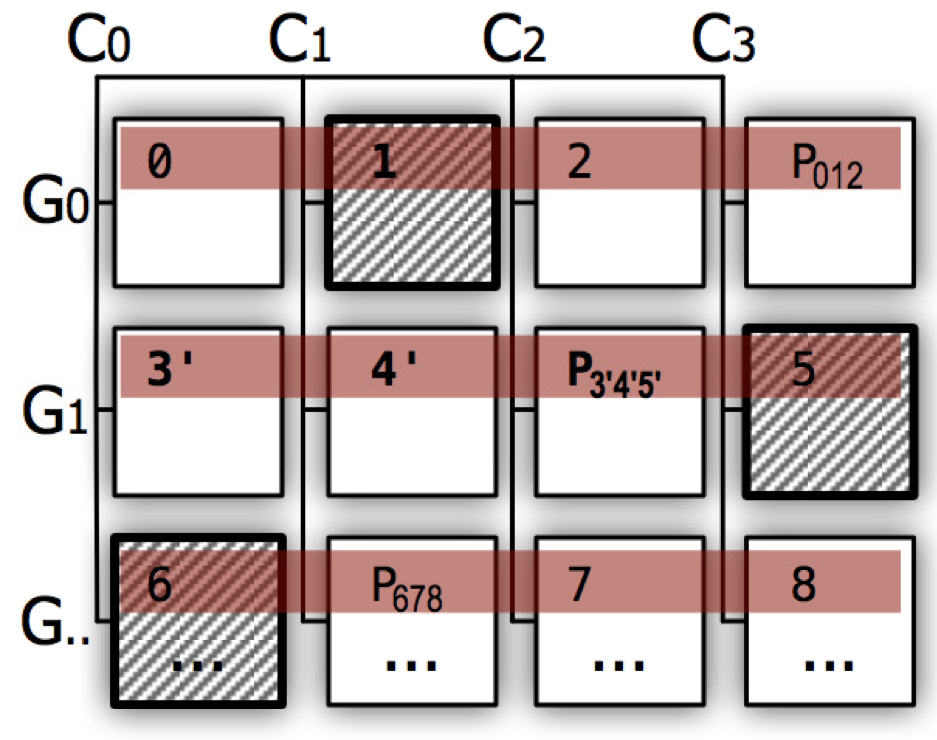 C0 C1 C2 C3
G0 0 1 2 P012
G1 3' 4' P3'4'5' 5
G.. 6 P678 7 8
... ... ... ...